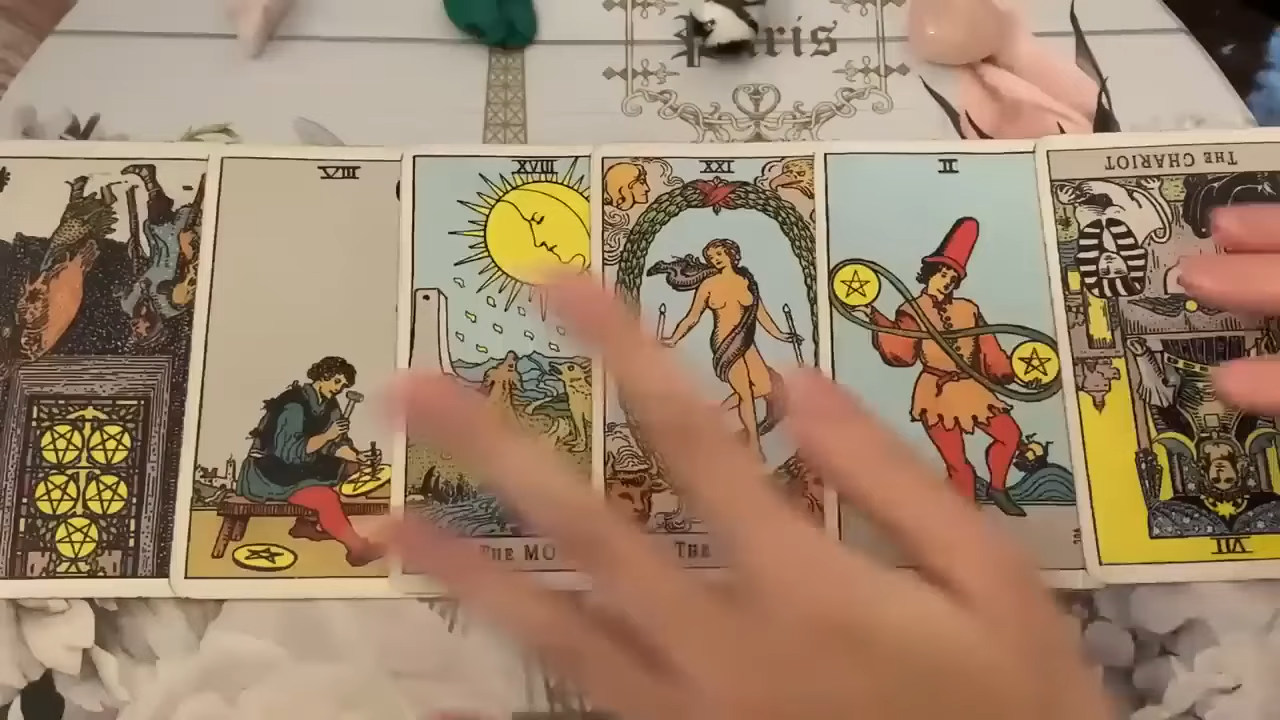 Paris
VIII
XVIII
XXI
II
THE CHARIOT
THE MO
THE
VII